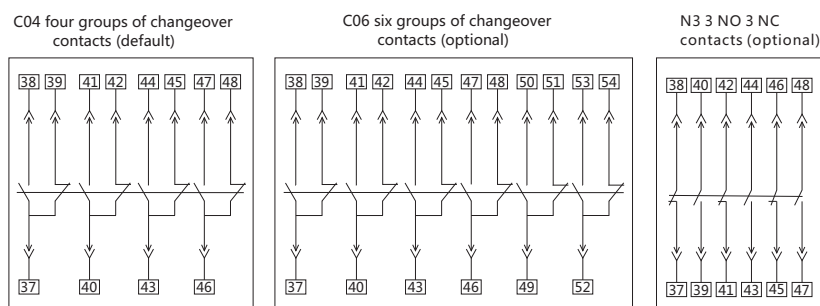 C04 four groups of changeover
contacts (default)
38 39 41 42 44 45 47 48
37 40 43 46
C06 six groups of changeover
contacts (optional)
38 39 41 42 44 45 47 48 50 51 53 54
37 40 43 46 49 52
N3 3 NO 3 NC
contacts (optional)
38 40 42 44 46 48
37 39 41 43 45 47